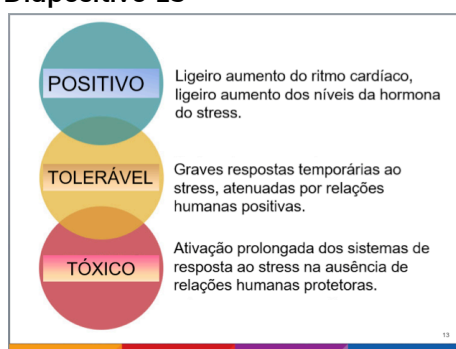 POSITIVO
Ligeiro aumento do ritmo cardíaco,
ligeiro aumento dos níveis da hormona
do stress.
TOLERÁVEL
Graves respostas temporárias ao
stress, atenuadas por relações
humanas positivas.
TÓXICO
Ativação prolongada dos sistemas de
resposta ao stress na ausência de
relações humanas protetoras.
13